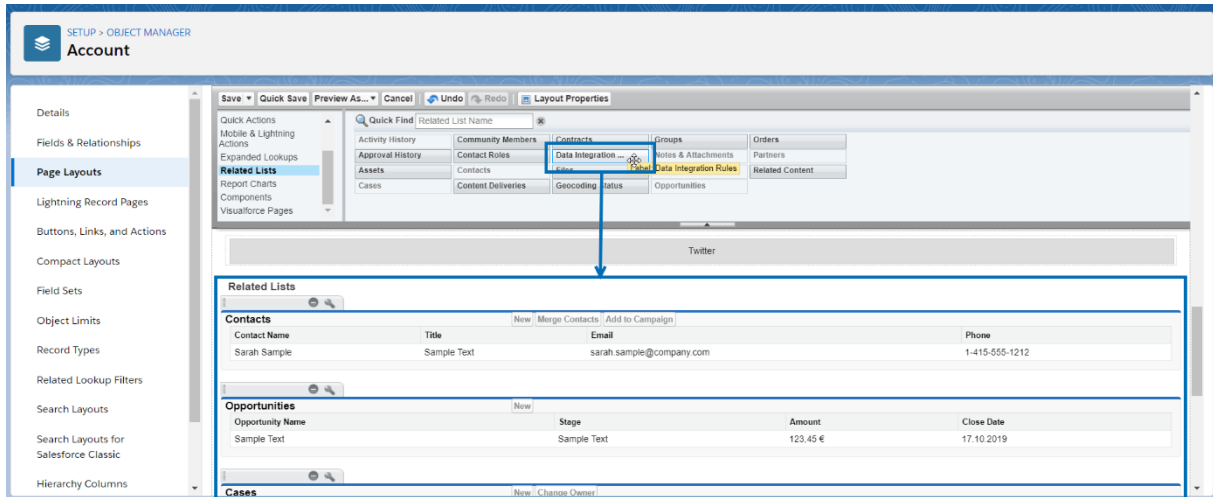 SETUP > OBJECT MANAGER
Account
Details
Fields & Relationships
Page Layouts
Lightning Record Pages
Buttons, Links, and Actions
Compact Layouts
Field Sets
Object Limits
Record Types
Related Lookup Filters
Search Layouts
Search Layouts for
Salesforce Classic
Hierarchy Columns
Save Quick Save Preview As... Cancel Undo Redo Layout Properties
Quick Actions
Mobile & Lightning
Actions
Expanded Lookups
Related Lists
Report Charts
Components
Visualforce Pages
Quick Find Related List Name
Activity History Community Members Contracts Groups Orders
Approval History Contact Roles Data Integration ... Notes & Attachments Partners
Assets Contacts Files Label: Data Integration Rules Related Content
Cases Content Deliveries Geocoding Status Opportunities
Twitter
Related Lists
Contacts New Merge Contacts Add to Campaign
Contact Name Title Email Phone
Sarah Sample Sample Text sarah.sample@company.com 1-415-555-1212
Opportunities New
Opportunity Name Stage Amount Close Date
Sample Text Sample Text 123,45 € 17.10.2019
Cases New Change Owner